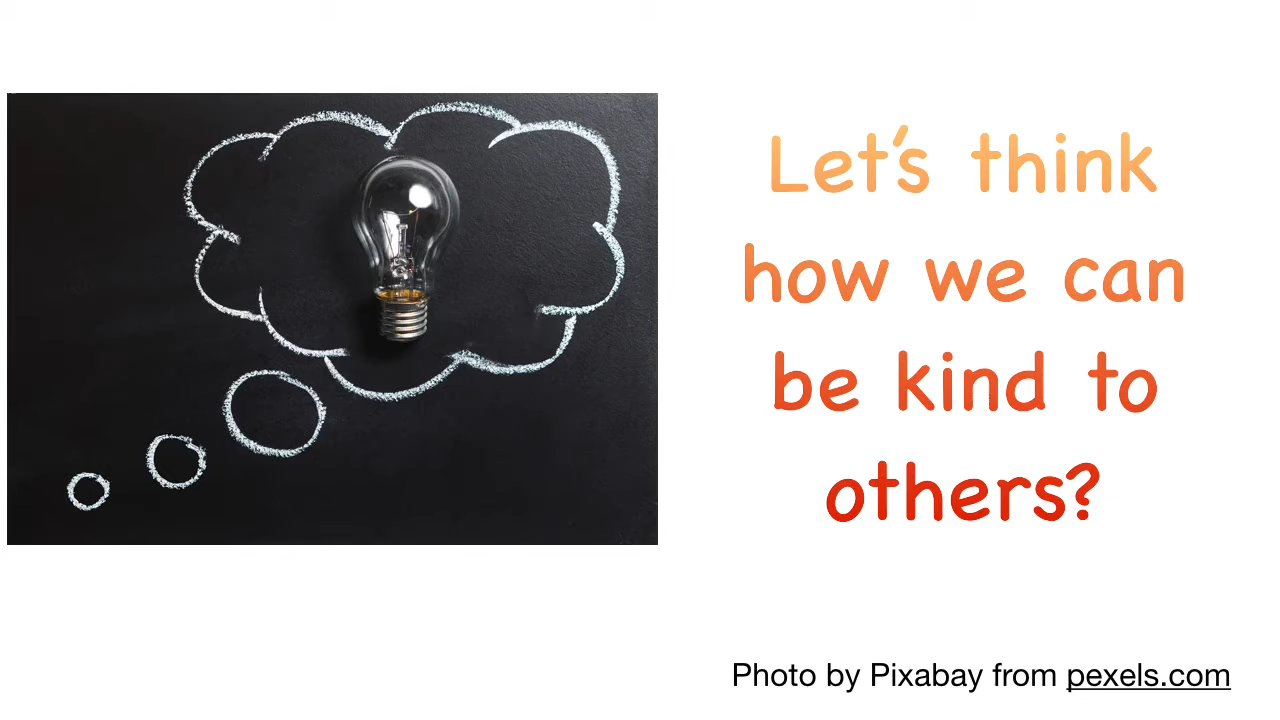 Let's think
how we can
be kind to
others?
Photo by Pixabay from pexels.com